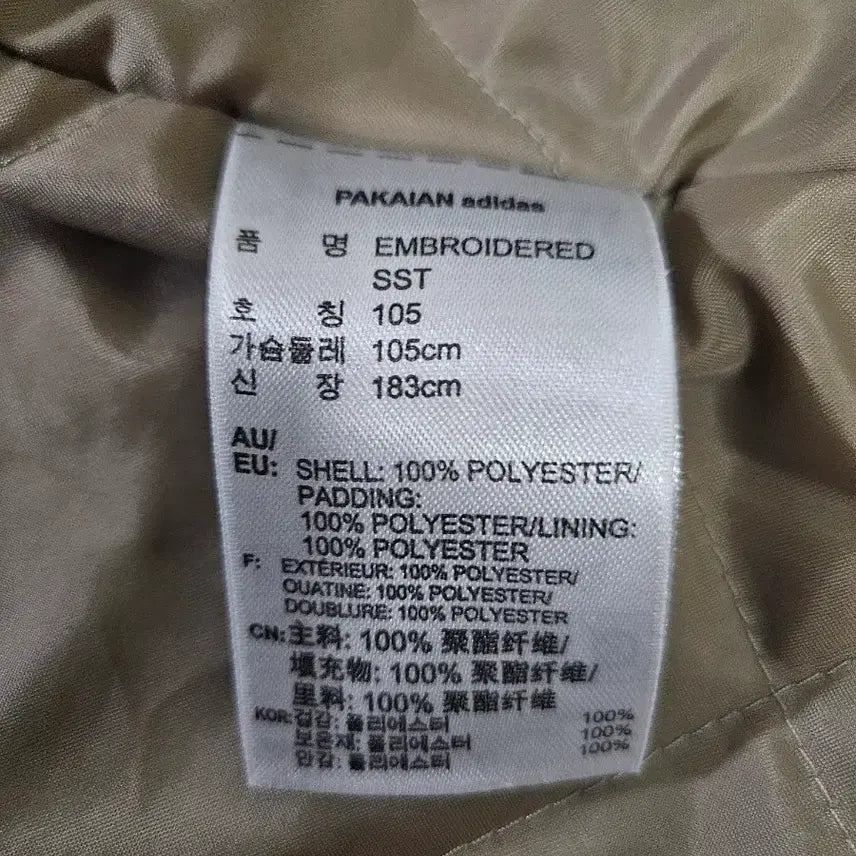 PAKAIAN adidas
품 명 EMBROIDERED
SST
호 칭 105
가슴둘레 105cm
신 장 183cm
AU/
EU: SHELL: 100% POLYESTER/
PADDING:
100% POLYESTER/LINING:
100% POLYESTER
F: EXTÉRIEUR: 100% POLYESTER/
OUATINE: 100% POLYESTER/
DOUBLURE: 100% POLYESTER
CN: 主料: 100% 聚酯纤维/
填充物: 100% 聚酯纤维/
里料: 100% 聚酯纤维
KOR: 겉감: 폴리에스터 100%
보온재: 폴리에스터 100%
안감: 폴리에스터 100%